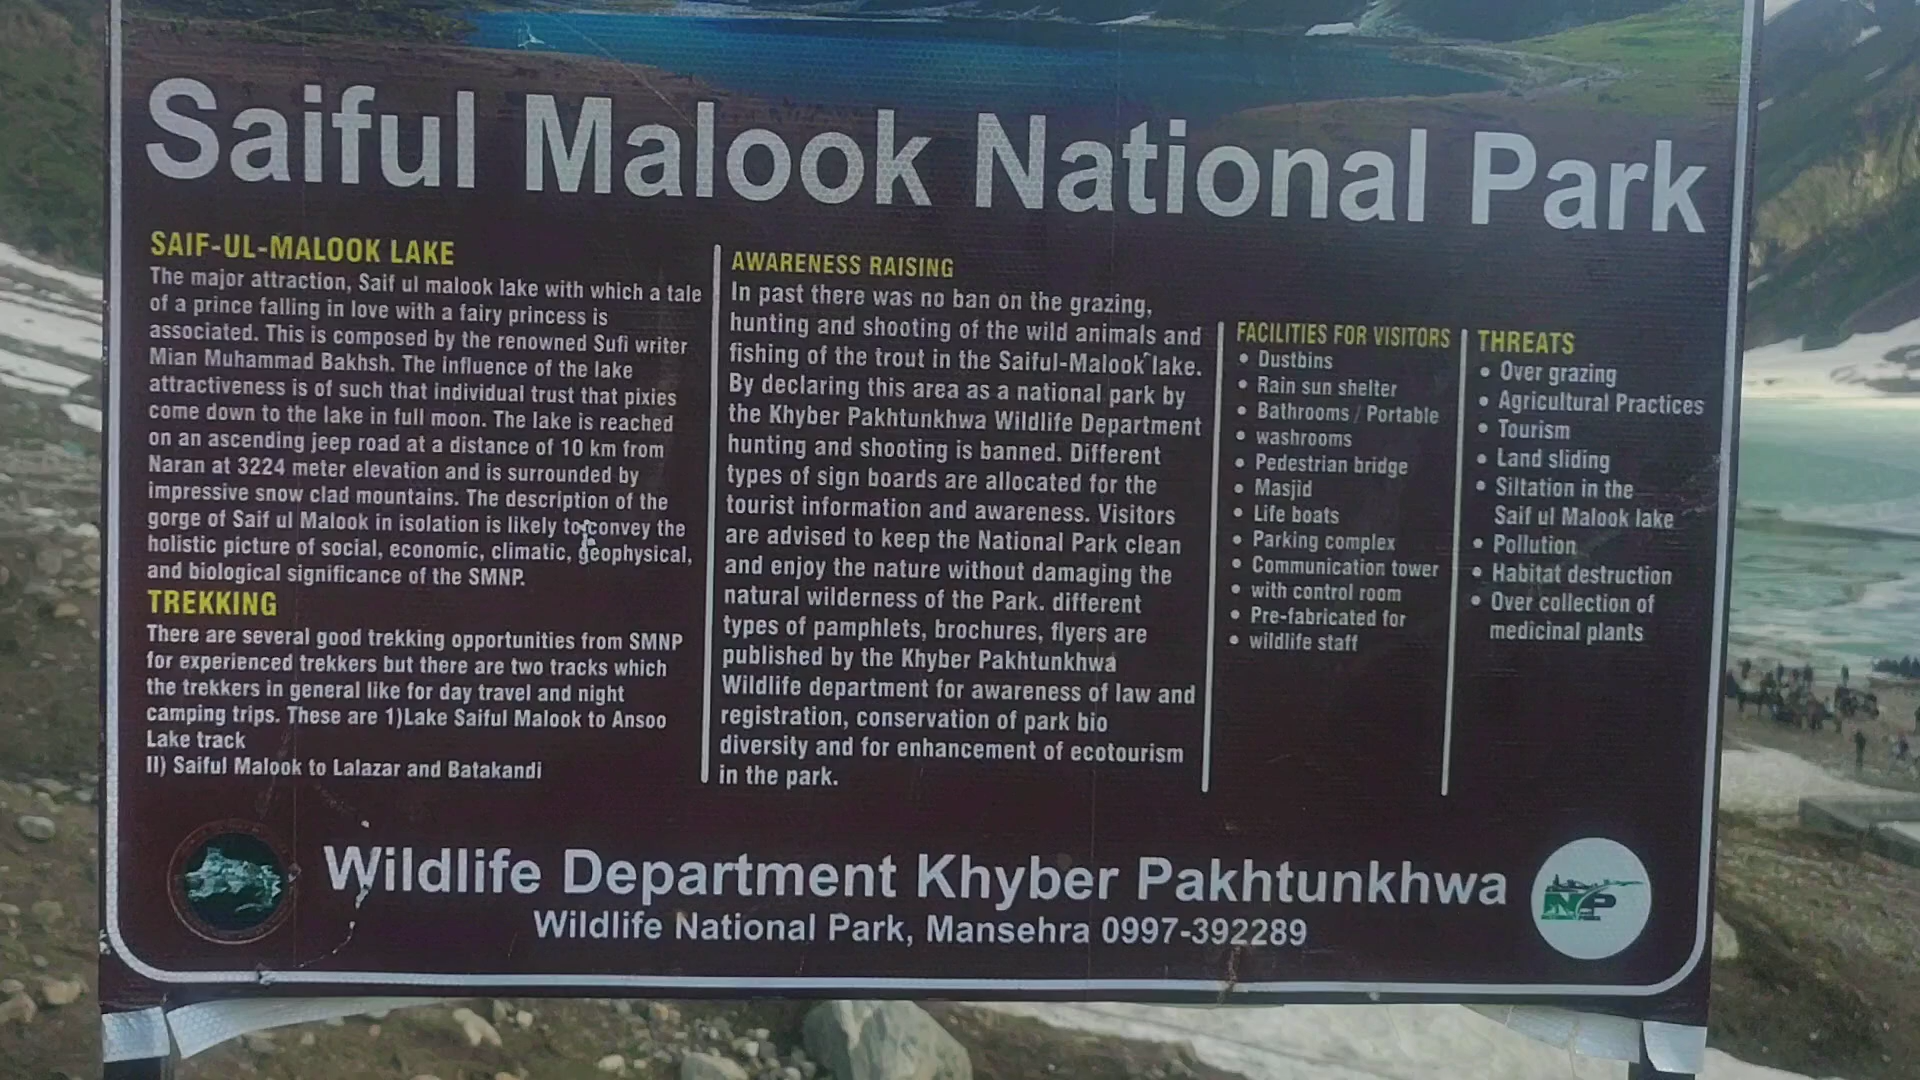 Saiful Malook National Park
SAIF-UL-MALOOK LAKE
The major attraction, Saif ul malook lake with which a tale
of a prince falling in love with a fairy princess is
associated. This is composed by the renowned Sufi writer
Mian Muhammad Bakhsh. The influence of the lake
attractiveness is of such that individual trust that pixies
come down to the lake in full moon. The lake is reached
on an ascending jeep road at a distance of 10 km from
Naran at 3224 meter elevation and is surrounded by
impressive snow clad mountains. The description of the
gorge of Saif ul Malook in isolation is likely to convey the
holistic picture of social, economic, climatic, geophysical,
and biological significance of the SMNP.
TREKKING
There are several good trekking opportunities from SMNP
for experienced trekkers but there are two tracks which
the trekkers in general like for day travel and night
camping trips. These are 1)Lake Saiful Malook to Ansoo
Lake track
II) Saiful Malook to Lalazar and Batakandi
AWARENESS RAISING
In past there was no ban on the grazing,
hunting and shooting of the wild animals and
fishing of the trout in the Saiful-Malook lake.
By declaring this area as a national park by
the Khyber Pakhtunkhwa Wildlife Department
hunting and shooting is banned. Different
types of sign boards are allocated for the
tourist information and awareness. Visitors
are advised to keep the National Park clean
and enjoy the nature without damaging the
natural wilderness of the Park. different
types of pamphlets, brochures, flyers are
published by the Khyber Pakhtunkhwa
Wildlife department for awareness of law and
registration, conservation of park bio
diversity and for enhancement of ecotourism
in the park.
FACILITIES FOR VISITORS
• Dustbins
• Rain sun shelter
• Bathrooms / Portable
• washrooms
• Pedestrian bridge
• Masjid
• Life boats
• Parking complex
• Communication tower
• with control room
• Pre-fabricated for
• wildlife staff
THREATS
• Over grazing
• Agricultural Practices
• Tourism
• Land sliding
• Siltation in the
Saif ul Malook lake
• Pollution
• Habitat destruction
• Over collection of
medicinal plants
Wildlife Department Khyber Pakhtunkhwa
Wildlife National Park, Mansehra 0997-392289
NP